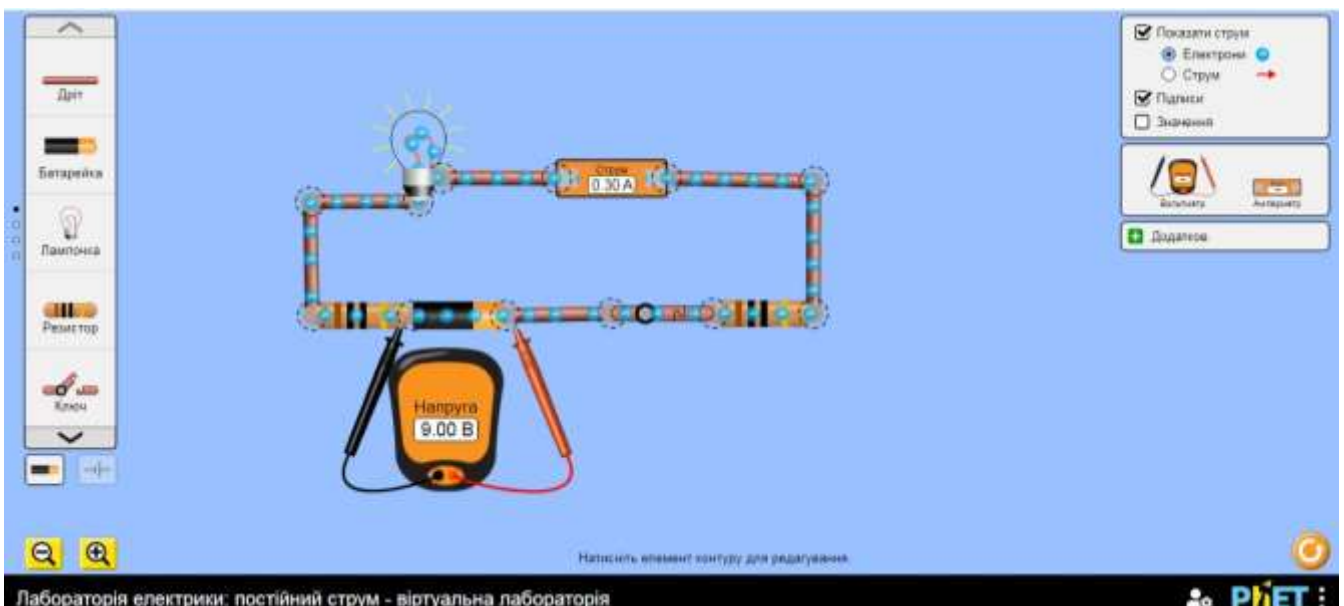 Дріт
Батарейка
Лампочка
Резистор
Ключ
Струм
0.30 А
Напруга
9.00 В
Показати струм
Електрони
Струм
Підписи
Значення
Вольтметр
Амперметр
Додатков
Натисніть елемент контуру для редагування.
Лабораторія електрики: постійний струм - віртуальна лабораторія
PhET